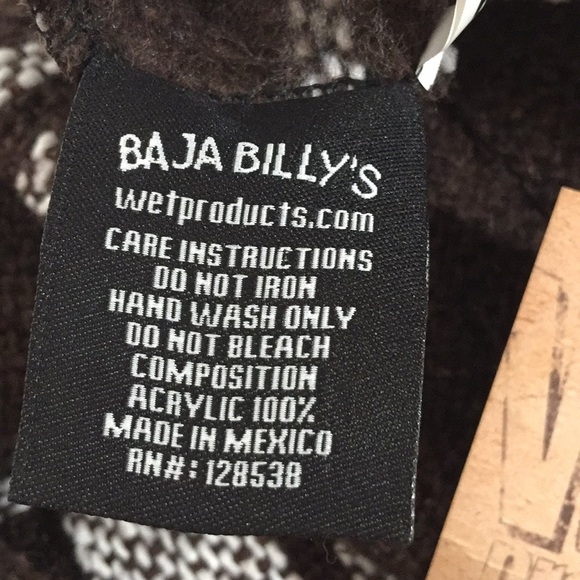 BAJA BILLY'S
wetproducts.com
CARE INSTRUCTIONS
DO NOT IRON
HAND WASH ONLY
DO NOT BLEACH
COMPOSITION
ACRYLIC 100%
MADE IN MEXICO
RN#: 128538